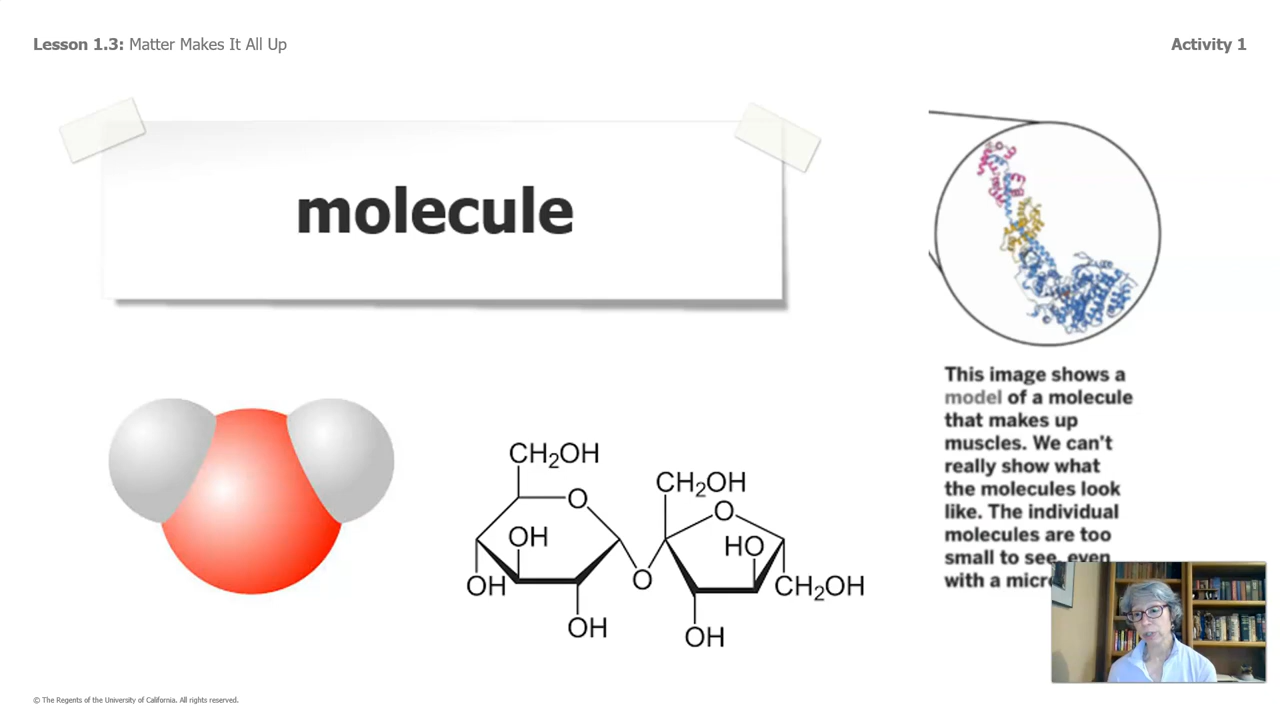 Lesson 1.3: Matter Makes It All Up
Activity 1
molecule
This image shows a
model of a molecule
that makes up
muscles. We can't
really show what
the molecules look
like. The individual
molecules are too
small to see, even
with a
CH₂OH
O
OH
OH
OH
O
CH₂OH
O
HO
CH₂OH
OH
© The Regents of the University of California. All rights reserved.